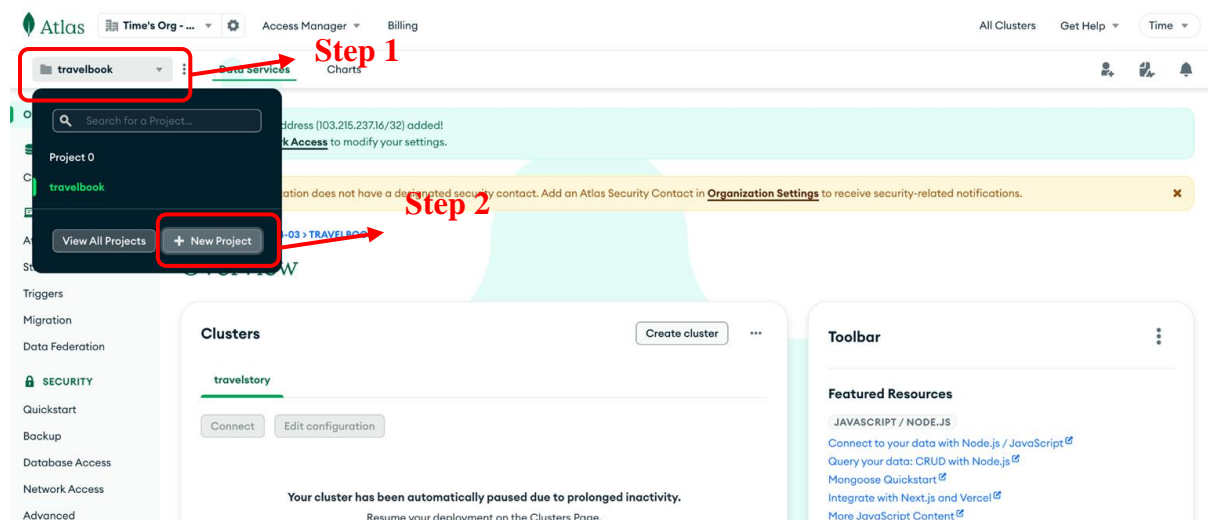 Atlas Time's Org - ... Access Manager Billing All Clusters Get Help Time
Step 1
travelbook Data Services Charts
Search for a Project...
ddress (103.215.237.16/32) added!
k Access to modify your settings.
Project 0
travelbook
ation does not have a designated security contact. Add an Atlas Security Contact in Organization Settings to receive security-related notifications.
Step 2
View All Projects + New Project
-03 > TRAVELBOOK
Overview
Triggers
Migration
Data Federation
SECURITY
Quickstart
Backup
Database Access
Network Access
Advanced
Clusters Create cluster
travelstory
Connect Edit configuration
Your cluster has been automatically paused due to prolonged inactivity.
Resume your deployment on the Clusters Page.
Toolbar
Featured Resources
JAVASCRIPT / NODE.JS
Connect to your data with Node.js / JavaScript
Query your data: CRUD with Node.js
Mongoose Quickstart
Integrate with Next.js and Vercel
More JavaScript Content